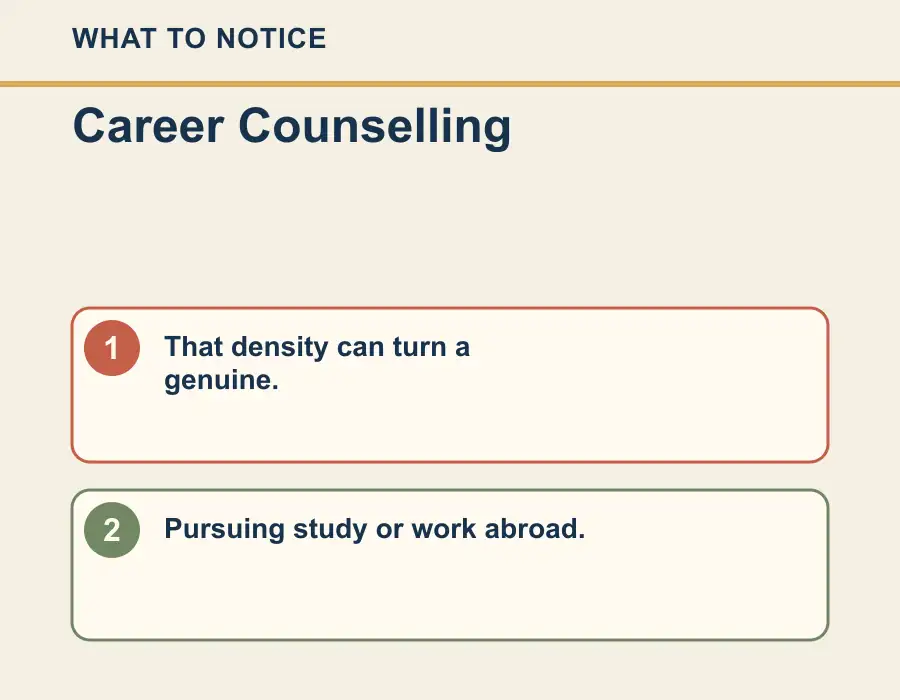 WHAT TO NOTICE
Career Counselling
1
That density can turn a
genuine.
2
Pursuing study or work abroad.